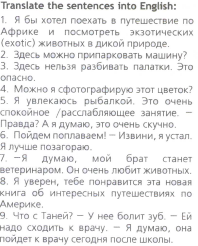 Translate the sentences into English:
1. Я бы хотел поехать в путешествие по
Африке и посмотреть экзотических
(exotic) животных в дикой природе.
2. Здесь можно припарковать машину?
3. Здесь нельзя разбивать палатки. Это
опасно.
4. Можно я сфотографирую этот цветок?
5. Я увлекаюсь рыбалкой. Это очень
спокойное /расслабляющее занятие. –
Правда? А я думаю, это очень скучно.
6. Пойдем поплаваем! – Извини, я устал.
Я лучше позагораю.
7. –Я думаю, мой брат станет
ветеринаром. Он очень любит животных.
8. Я уверен, тебе понравится эта новая
книга об интересных путешествиях по
Америке.
9. Что с Таней? – У нее болит зуб. – Ей
надо сходить к врачу. – Я думаю, она
пойдет к врачу сегодня после школы.